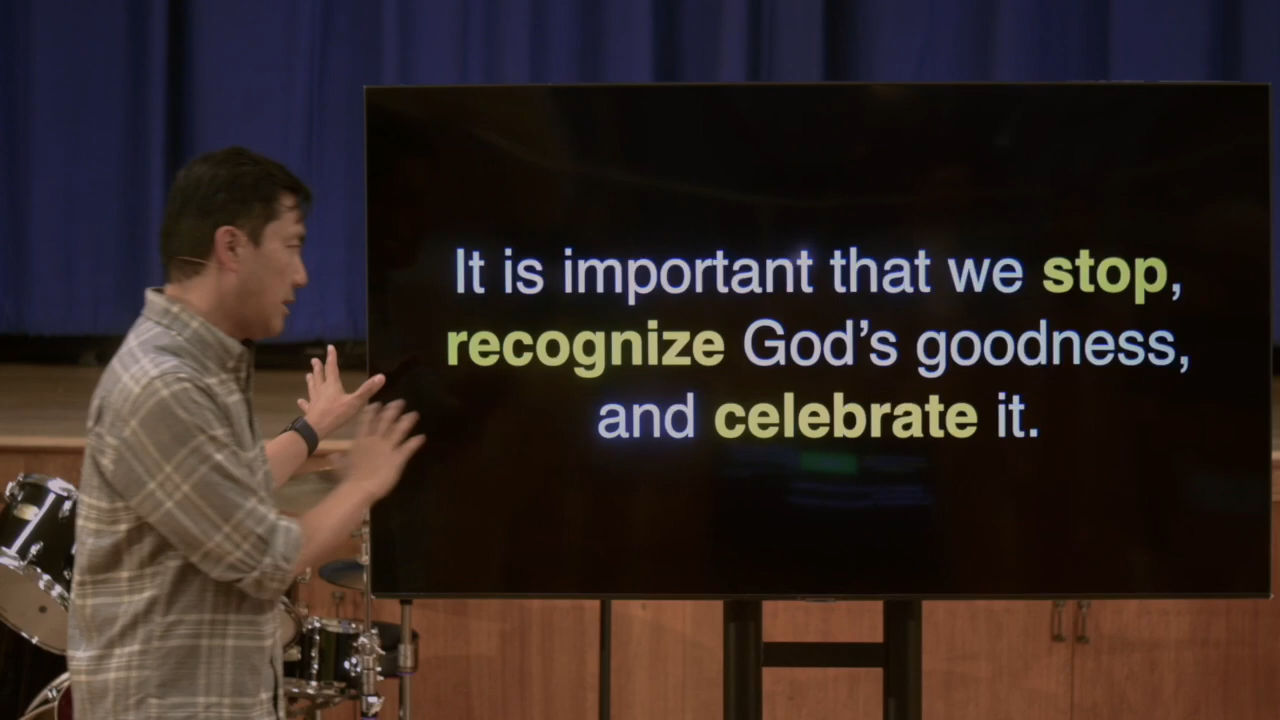 It is important that we stop,
recognize God's goodness,
and celebrate it.